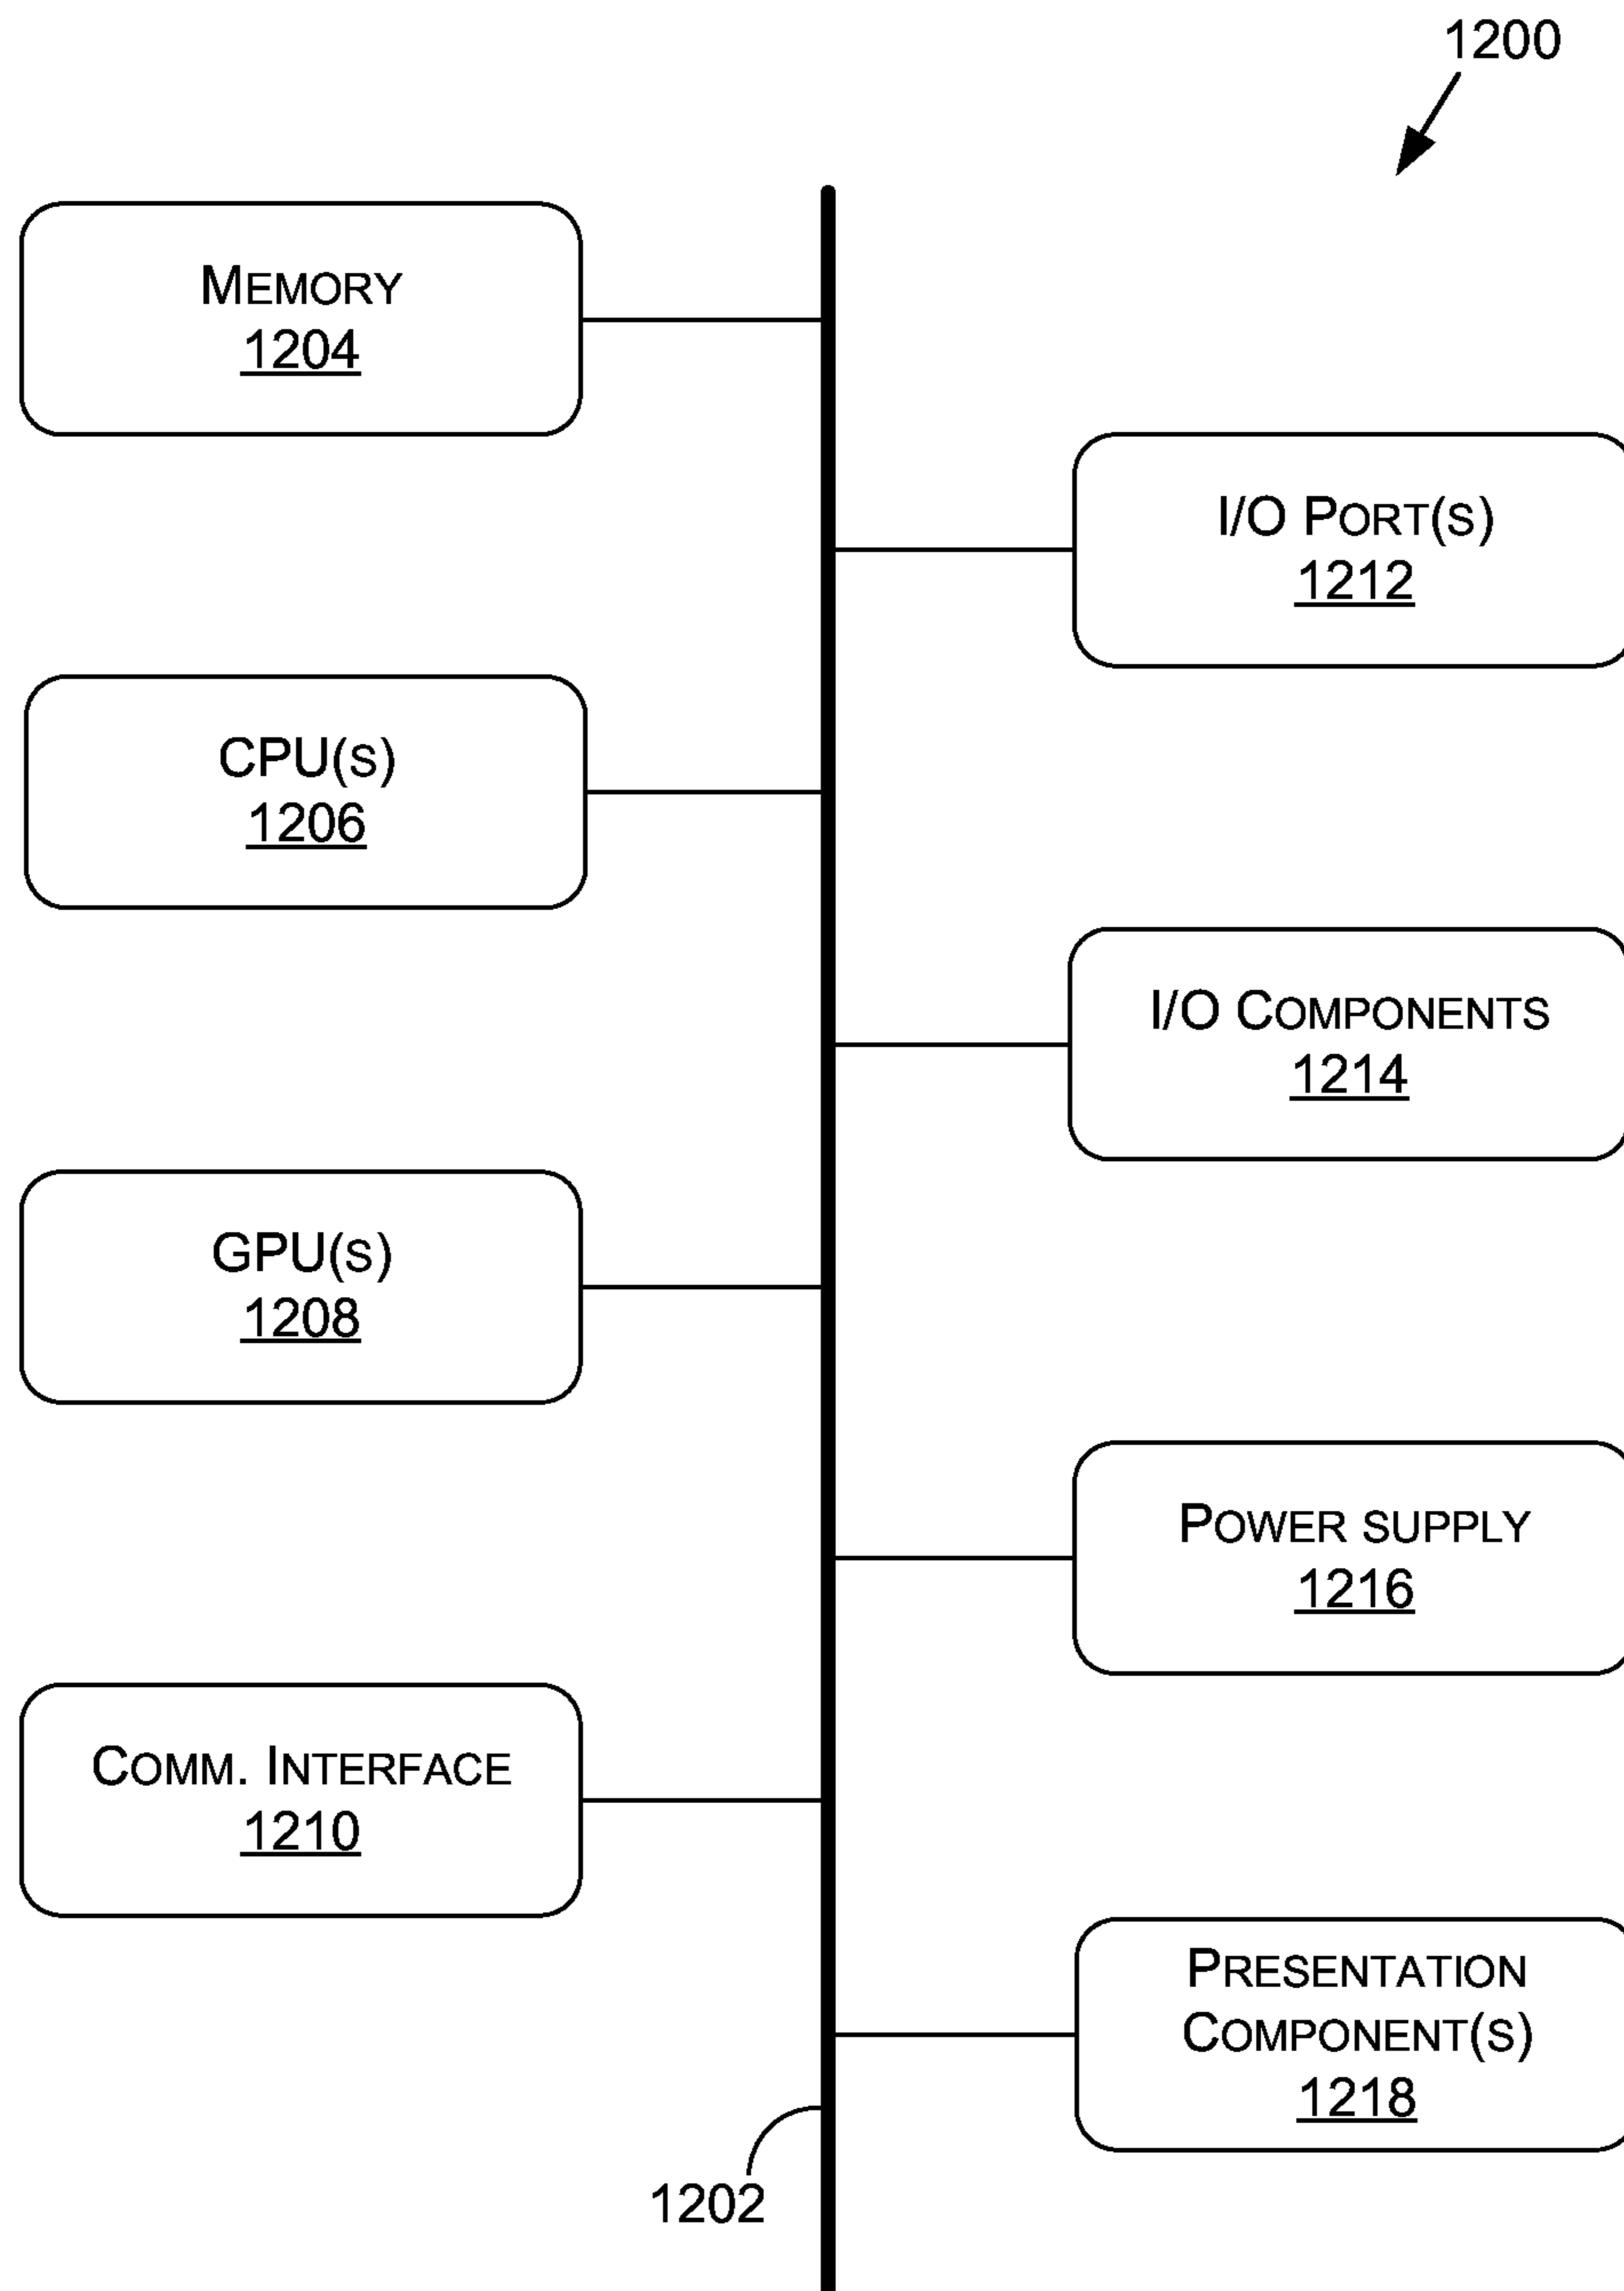 1200
MEMORY
1204
I/O PORT(S)
1212
CPU(S)
1206
I/O COMPONENTS
1214
GPU(S)
1208
POWER SUPPLY
1216
COMM. INTERFACE
1210
PRESENTATION
COMPONENT(S)
1218
1202